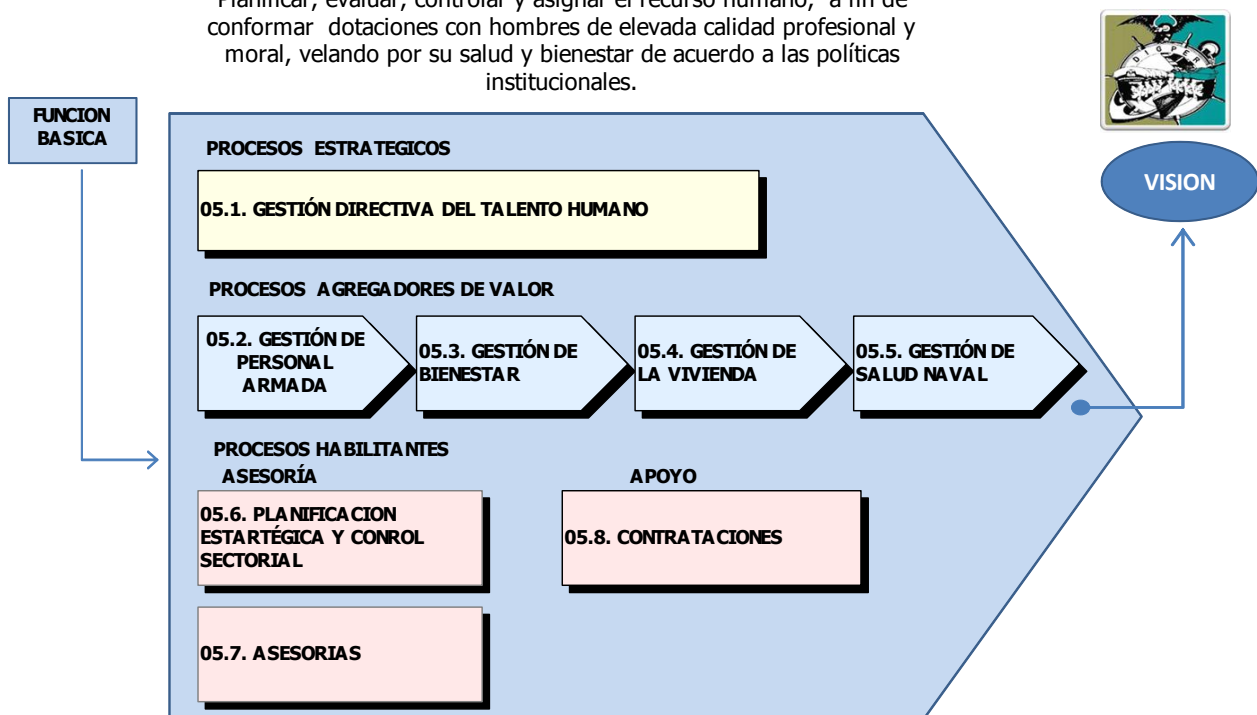 Planificar, evaluar, controlar y asignar el recurso humano, a fin de
conformar dotaciones con hombres de elevada calidad profesional y
moral, velando por su salud y bienestar de acuerdo a las políticas
institucionales.
DIGPER
FUNCION
BASICA
VISION
PROCESOS ESTRATEGICOS
05.1. GESTIÓN DIRECTIVA DEL TALENTO HUMANO
PROCESOS AGREGADORES DE VALOR
05.2. GESTIÓN DE
PERSONAL
ARMADA
05.3. GESTIÓN DE
BIENESTAR
05.4. GESTIÓN DE
LA VIVIENDA
05.5. GESTIÓN DE
SALUD NAVAL
PROCESOS HABILITANTES
ASESORÍA
APOYO
05.6. PLANIFICACION
ESTARTÉGICA Y CONROL
SECTORIAL
05.8. CONTRATACIONES
05.7. ASESORIAS